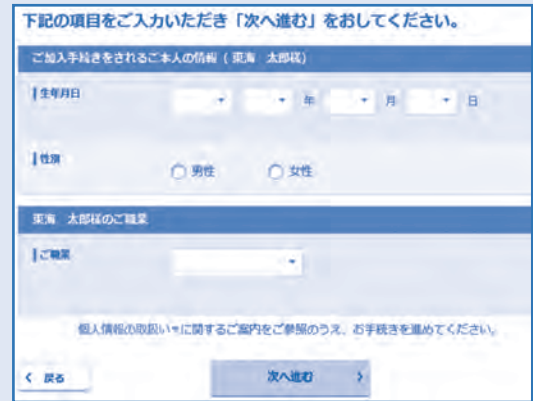 下記の項目をご入力いただき「次へ進む」をおしてください。
ご加入手続きをされるご本人の情報（東海 太郎様）
生年月日
年 月 日
性別
男性 女性
東海 太郎様のご職業
ご職業
個人情報の取扱い等に関するご案内をご参照のうえ、お手続きを進めてください。
< 戻る 次へ進む >